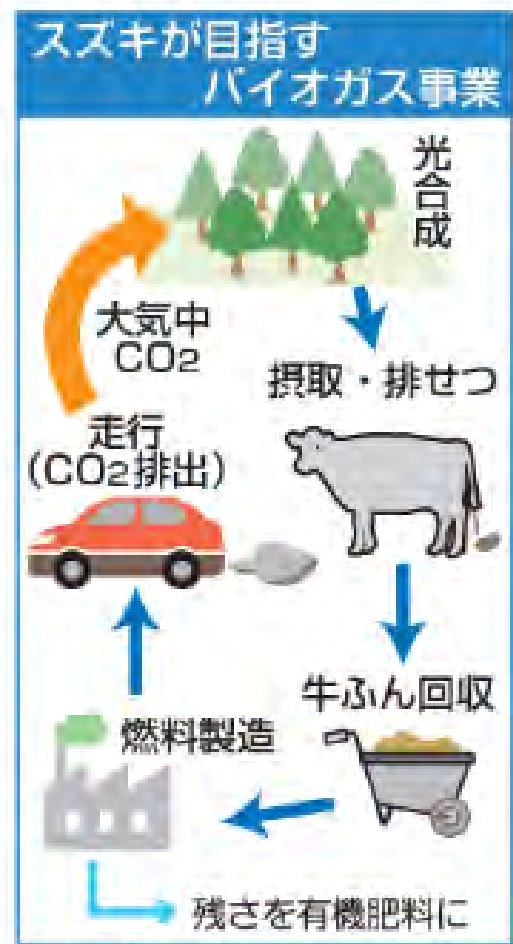 スズキが目指す
バイオガス事業
光合成
大気中
CO2
摂取・排せつ
走行
(CO2排出)
牛ふん回収
燃料製造
残さを有機肥料に